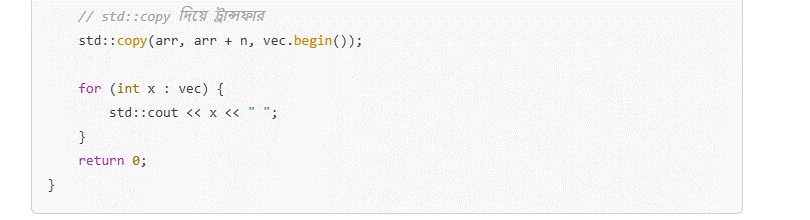 // std::copy দিয়ে ট্রান্সফার
std::copy(arr, arr + n, vec.begin());
for (int x : vec) {
std::cout << x << " ";
}
return 0;
}